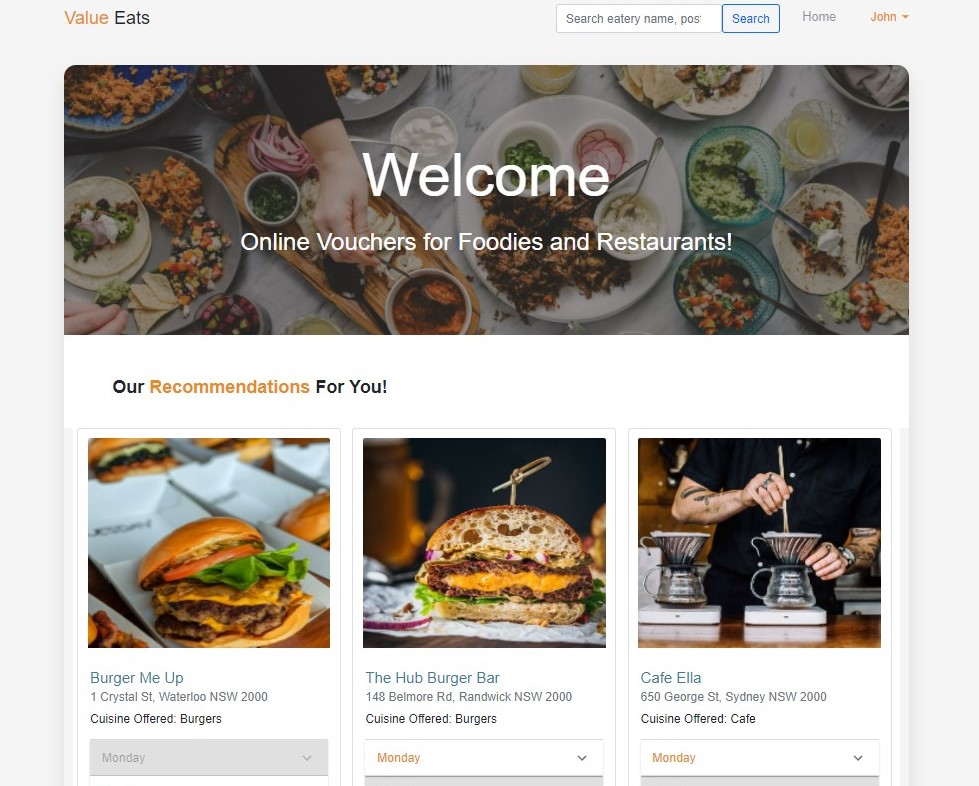 Value Eats
Search eatery name, pos
Search
Home
John
Welcome
Online Vouchers for Foodies and Restaurants!
Our Recommendations For You!
Burger Me Up
1 Crystal St, Waterloo NSW 2000
Cuisine Offered: Burgers
Monday
The Hub Burger Bar
148 Belmore Rd, Randwick NSW 2000
Cuisine Offered: Burgers
Monday
Cafe Ella
650 George St, Sydney NSW 2000
Cuisine Offered: Cafe
Monday